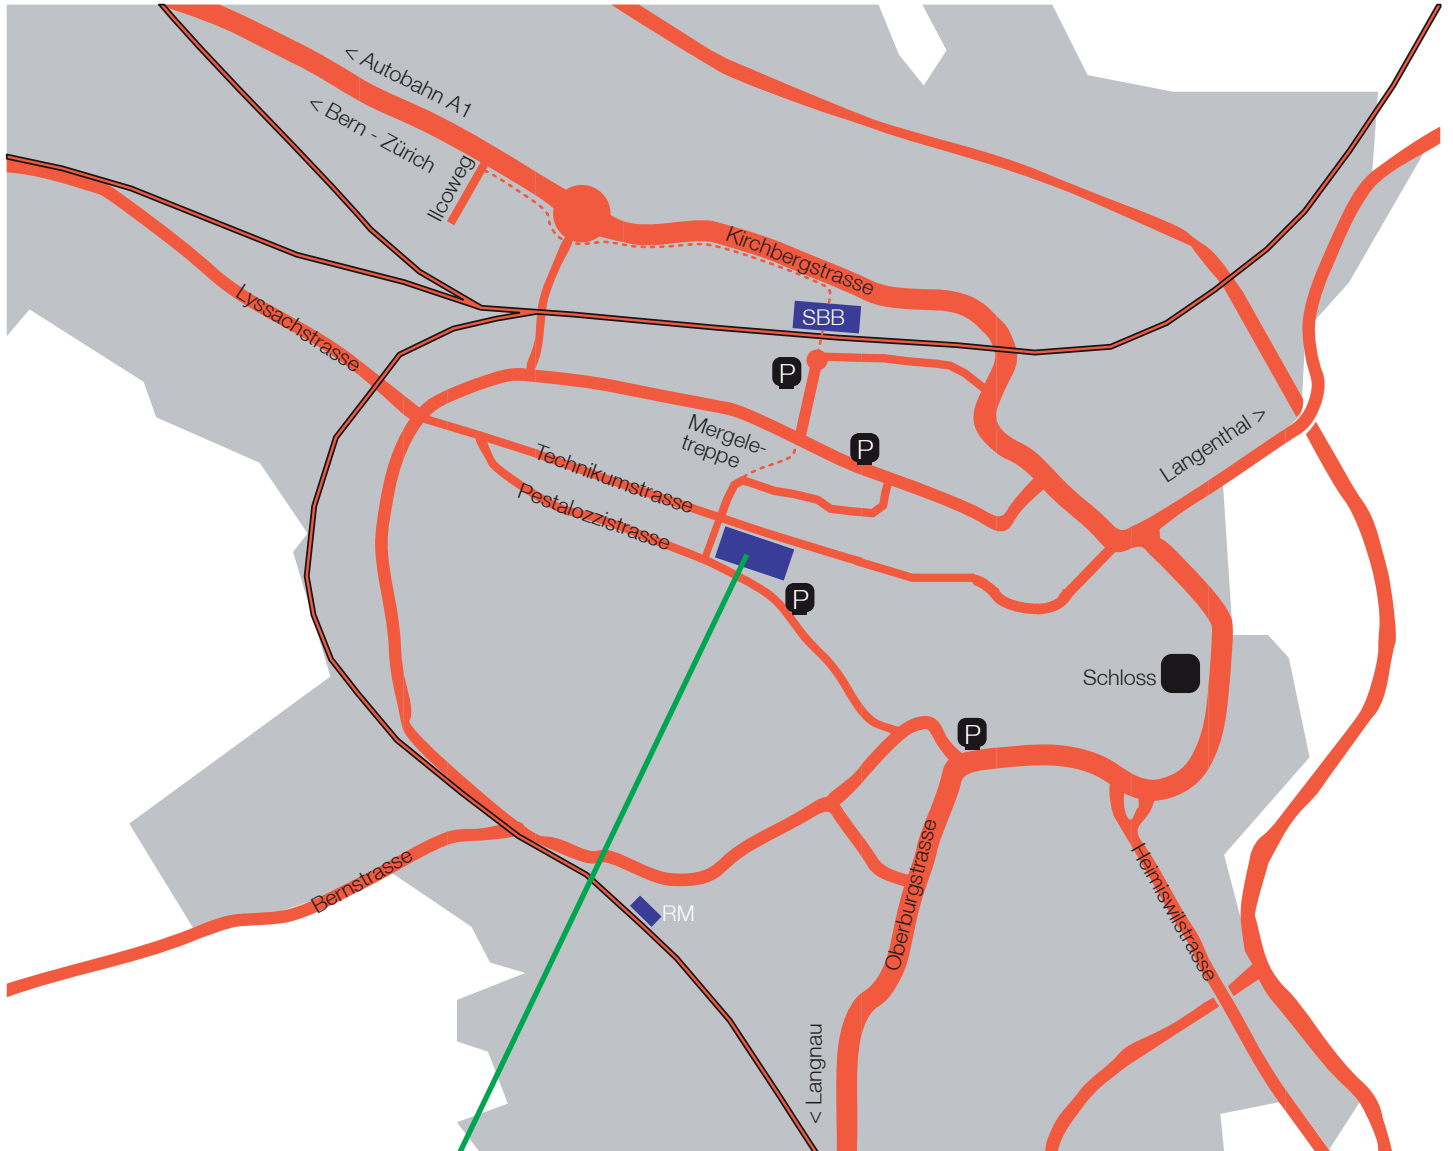 < Autobahn A1
< Bern - Zürich
Ilcoweg
Kirchbergstrasse
Lyssachstrasse
SBB
P
Mergele-
treppe
P
Langenthal >
Technikumstrasse
Pestalozzistrasse
P
Schloss
P
Bernstrasse
RM
Oberburgstrasse
Heimiswilstrasse
< Langnau